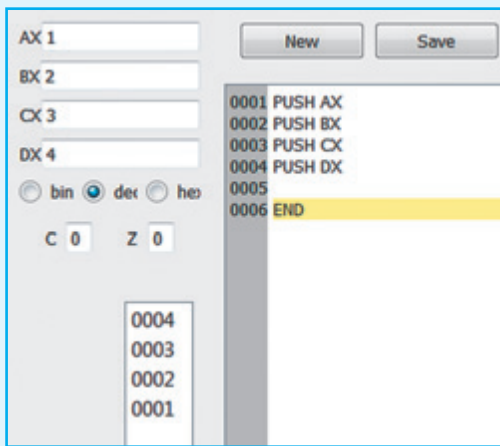 AX 1
BX 2
CX 3
DX 4
bin dec hex
C 0 Z 0
0004
0003
0002
0001
New Save
0001 PUSH AX
0002 PUSH BX
0003 PUSH CX
0004 PUSH DX
0005
0006 END